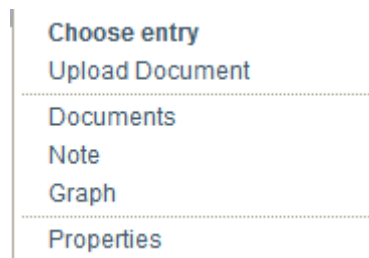 Choose entry
Upload Document
Documents
Note
Graph
Properties